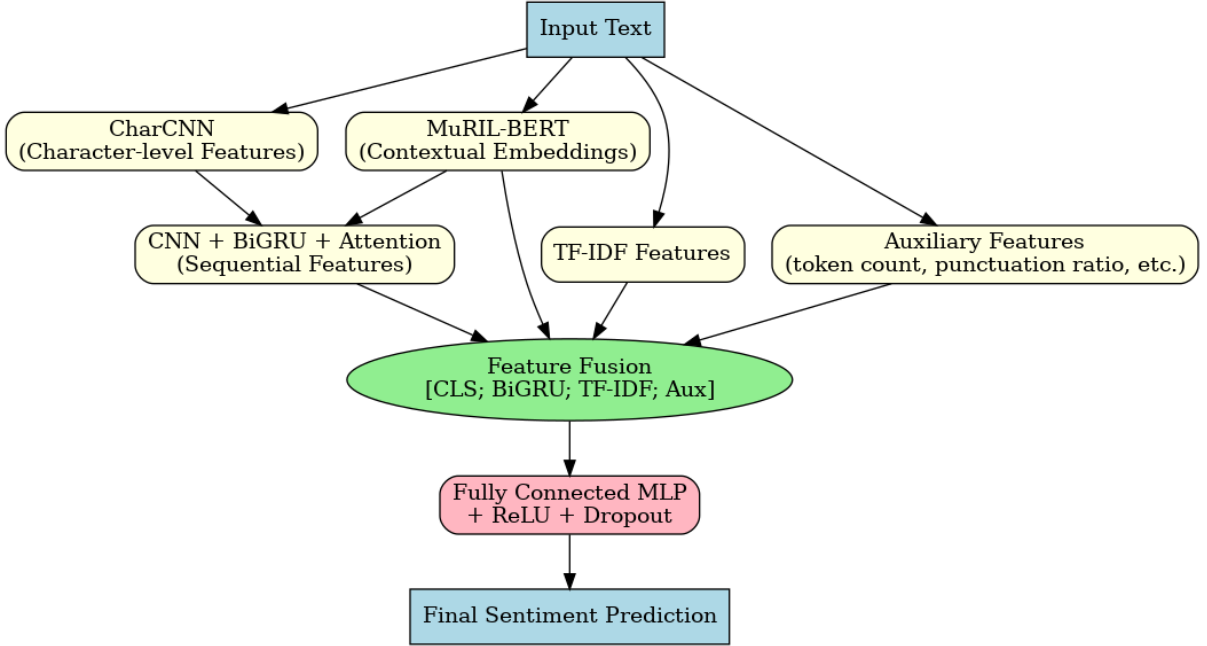 Input Text
CharCNN
(Character-level Features)
MuRIL-BERT
(Contextual Embeddings)
CNN + BiGRU + Attention
(Sequential Features)
TF-IDF Features
Auxiliary Features
(token count, punctuation ratio, etc.)
Feature Fusion
[CLS; BiGRU; TF-IDF; Aux]
Fully Connected MLP
+ ReLU + Dropout
Final Sentiment Prediction